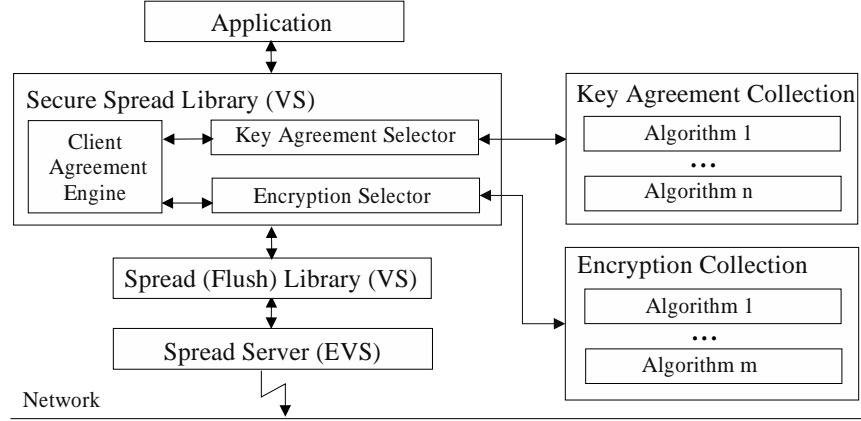 Application
Secure Spread Library (VS)
Client
Agreement
Engine
Key Agreement Selector
Encryption Selector
Key Agreement Collection
Algorithm 1
...
Algorithm n
Encryption Collection
Algorithm 1
...
Algorithm m
Spread (Flush) Library (VS)
Spread Server (EVS)
Network